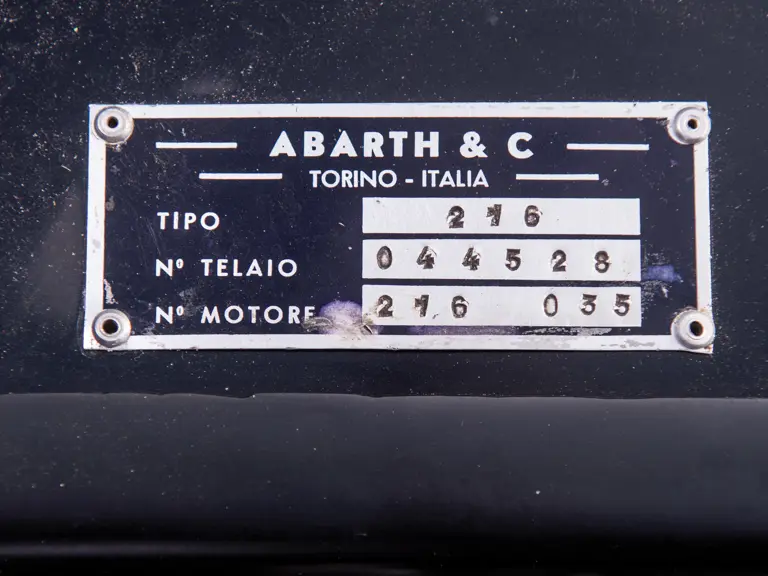 ABARTH & C
TORINO - ITALIA
TIPO 216
Nº TELAIO 044528
Nº MOTORE 216 035